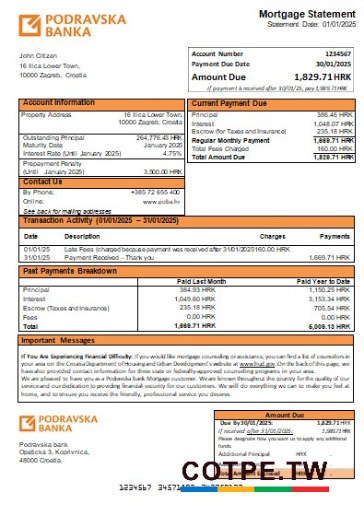 PODRAVSKA
BANKA
Mortgage Statement
Statement Date: 01/01/2025
John Citizen
16 Ilica Lower Town,
10000 Zagreb, Croatia
Account Number 1234567
Payment Due Date 30/01/2025
Amount Due 1,829.71 HRK
If payment is received after 30/01/25, pay 1,989.71 HRK
Account Information
Property Address 16 Ilica Lower Town,
10000 Zagreb, Croatia
Outstanding Principal 264,776.43 HRK
Maturity Date January 2025
Interest Rate (Until January 2025) 4.75%
Prepayment Penalty
(Until January 2025) 3,500.00 HRK
Contact Us
By Phone: +385 72 655 400
Online: www.poba.hr
See back for mailing addresses
Current Payment Due
Principal 386.46 HRK
Interest 1,048.07 HRK
Escrow (for Taxes and Insurance) 235.18 HRK
Regular Monthly Payment 1,669.71 HRK
Total Fees Charged 160.00 HRK
Total Amount Due 1,829.71 HRK
Transaction Activity (01/01/2025 – 31/01/2025)
Date Description Charges Payments
01/01/25 Late Fees (charged because payment was received after 31/01/2025 160.00 HRK
31/01/25 Payment Received – Thank you 1,669.71 HRK
Past Payments Breakdown
Paid Last Month Paid Year to Date
Principal 384.93 HRK 1,150.25 HRK
Interest 1,049.60 HRK 3,153.34 HRK
Escrow (Taxes and Insurance) 235.18 HRK 705.54 HRK
Fees 0.00 HRK 0.00 HRK
Total 1,669.71 HRK 5,009.13 HRK
Important Messages
If You Are Experiencing Financial Difficulty: If you would like mortgage counseling or assistance, you can find a list of counselors in
your area on the Croatia Department of Housing and Urban Development's website at www.hud.gov. On the back of this page, we
have also provided contact information for three state or federally-approved counseling programs in your area.
We are pleased to have you as a Podravska bank Mortgage customer. We are known throughout the country for the quality of our
service and our dedication to providing financial security for our customers. We will do everything we can to make you feel at
home, and to ensure you receive the friendly, professional service you deserve.
PODRAVSKA
BANKA
Podravska bank
Opaticka 3, Koprivnica,
48000 Croatia.
Amount Due
Due By 30/01/2025: 1,829.71 HRK
If received after 31/01/25: 1,989.71 HRK
Please designate how you want us to apply any additional
funds.
Additional Principal HRK
COTPE.TW
1234567